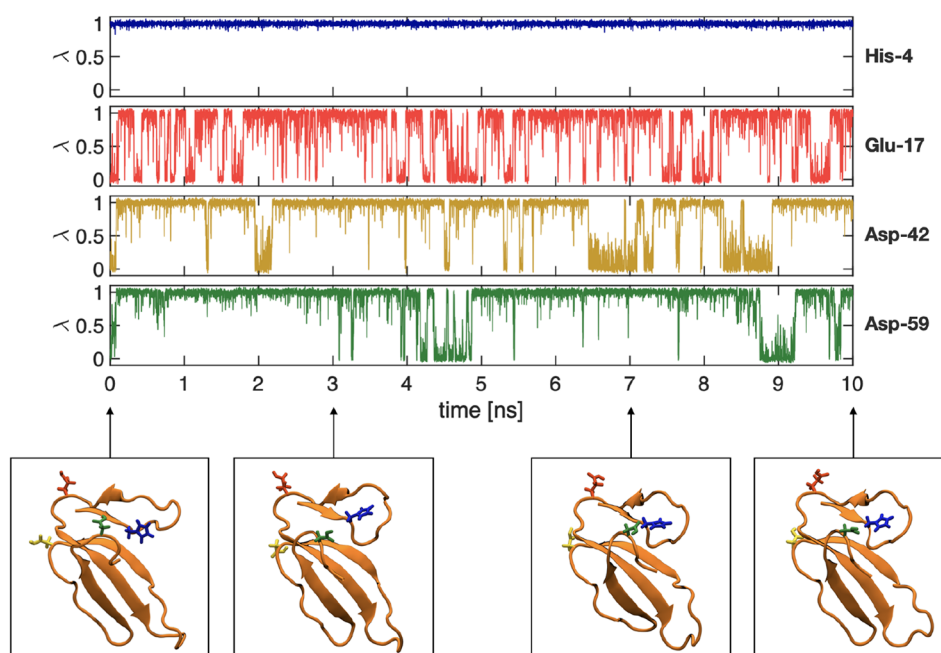 λ 1 0.5 0 His-4
λ 1 0.5 0 Glu-17
λ 1 0.5 0 Asp-42
λ 1 0.5 0 Asp-59
0 1 2 3 4 5 6 7 8 9 10
time [ns]